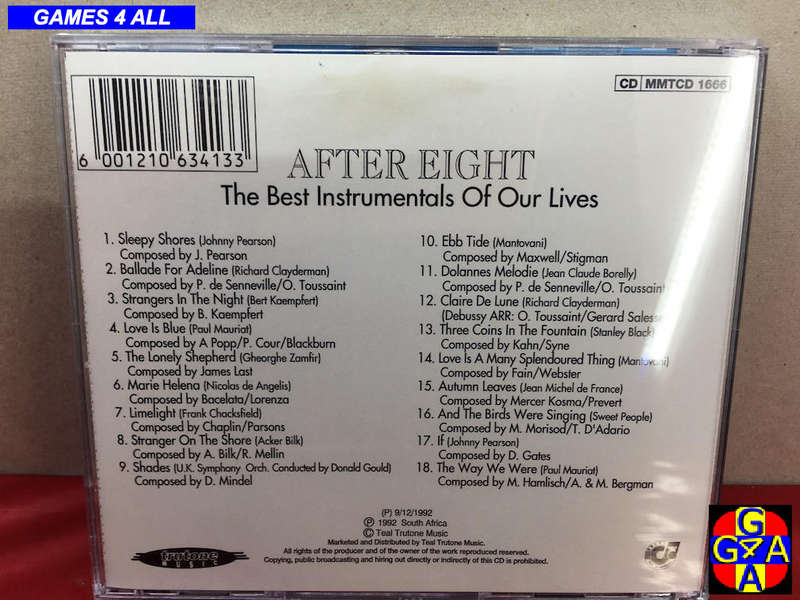 GAMES 4 ALL
CD MMTCD 1666
6 001210 634133
AFTER EIGHT
The Best Instrumentals Of Our Lives
1. Sleepy Shores (Johnny Pearson)
Composed by J. Pearson
2. Ballade For Adeline (Richard Clayderman)
Composed by P. de Senneville/O. Toussaint
3. Strangers In The Night (Bert Kaempfert)
Composed by B. Kaempfert
4. Love Is Blue (Paul Mauriat)
Composed by A Popp/P. Cour/Blackburn
5. The Lonely Shepherd (Gheorghe Zamfir)
Composed by James Last
6. Marie Helena (Nicolas de Angelis)
Composed by Bacelata/Lorenza
7. Limelight (Frank Chacksfield)
Composed by Chaplin/Parsons
8. Stranger On The Shore (Acker Bilk)
Composed by A. Bilk/R. Mellin
9. Shades (U.K. Symphony Orch. Conducted by Donald Gould)
Composed by D. Mindel
10. Ebb Tide (Mantovani)
Composed by Maxwell/Stigman
11. Dolannes Melodie (Jean Claude Borelly)
Composed by P. de Senneville/O. Toussaint
12. Claire De Lune (Richard Clayderman)
(Debussy ARR: O. Toussaint/Gerard Salesse
13. Three Coins In The Fountain (Stanley Black)
Composed by Kahn/Syne
14. Love Is A Many Splendoured Thing (Mantovani)
Composed by Fain/Webster
15. Autumn Leaves (Jean Michel de France)
Composed by Mercer Kosma/Prevert
16. And The Birds Were Singing (Sweet People)
Composed by M. Morisod/T. D'Adario
17. If (Johnny Pearson)
Composed by D. Gates
18. The Way We Were (Paul Mauriat)
Composed by M. Hamlisch/A. & M. Bergman
(P) 9/12/1992
℗ 1992 South Africa
© Teal Trutone Music
Marketed and Distributed by Teal Trutone Music
All rights of the producer and of the owner of the work reproduced reserved.
Copying, public broadcasting and hiring out directly or indirectly of this CD is prohibited.
trutone
MUSIC
G
G4A
A